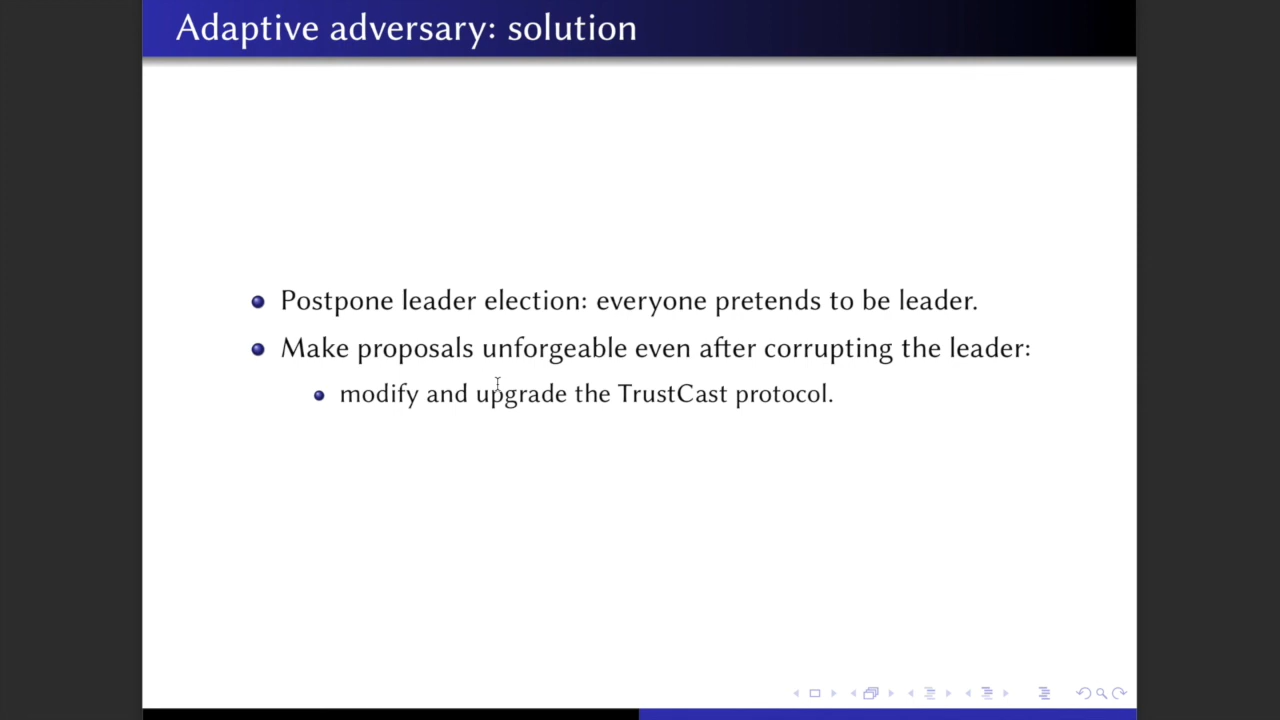 Adaptive adversary: solution
Postpone leader election: everyone pretends to be leader.
Make proposals unforgeable even after corrupting the leader:
modify and upgrade the TrustCast protocol.